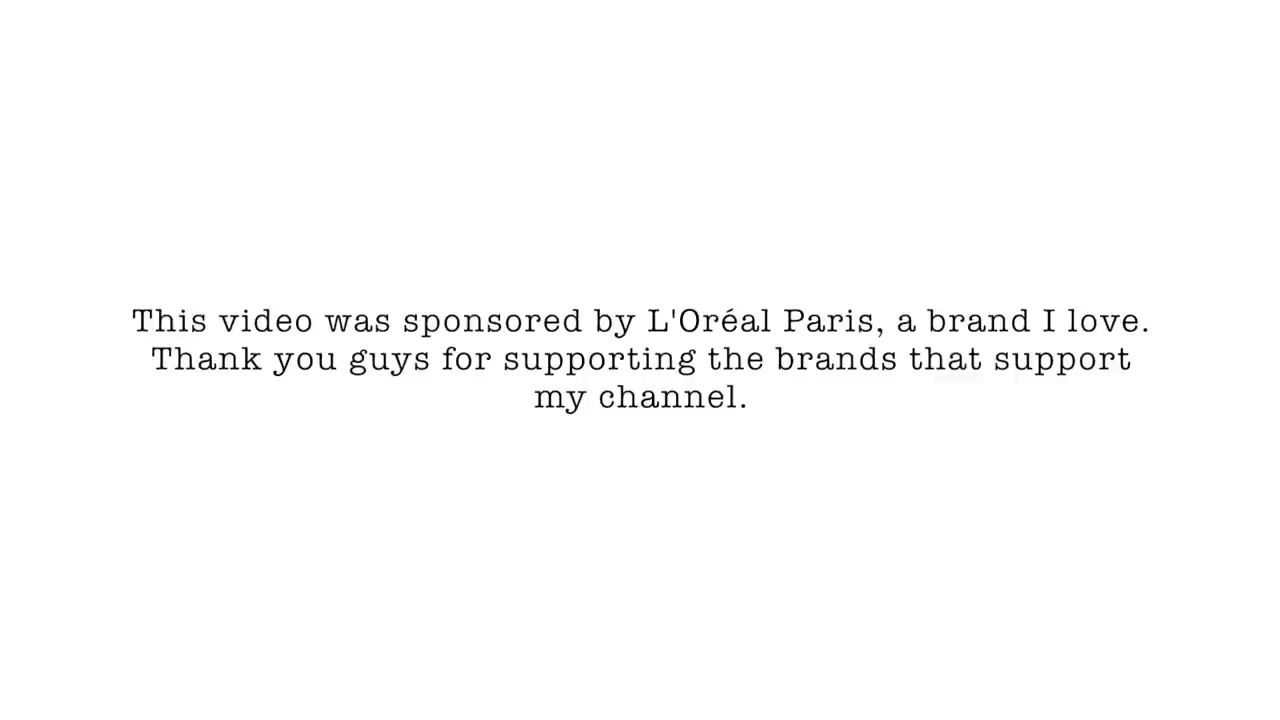 This video was sponsored by L'Oréal Paris, a brand I love.
Thank you guys for supporting the brands that support
my channel.